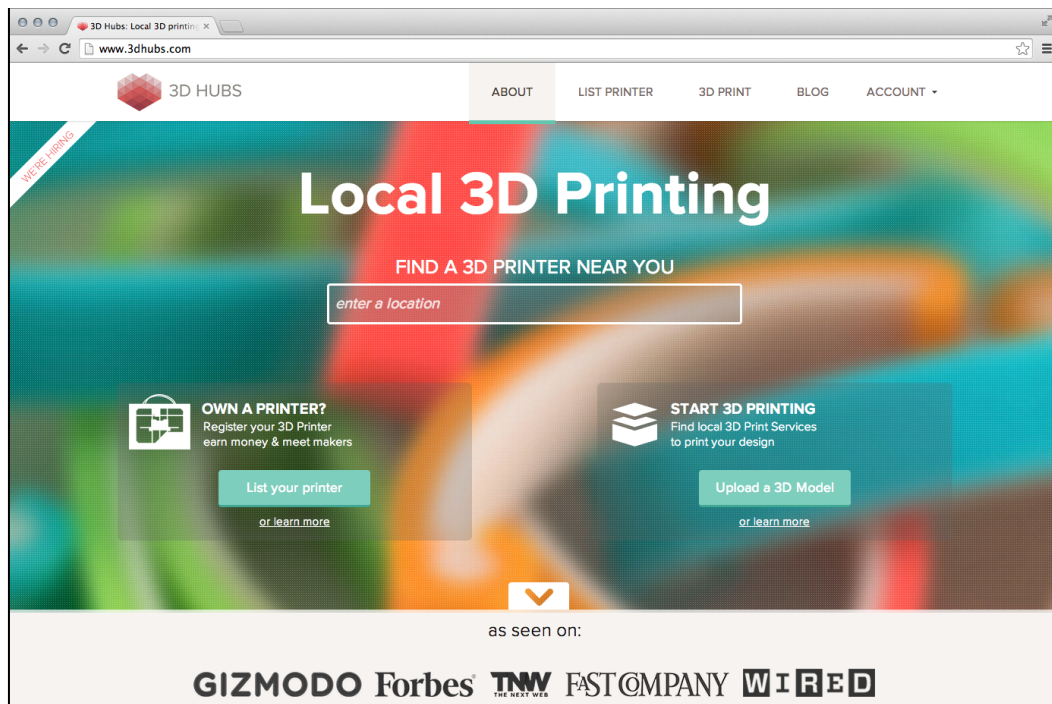 3D Hubs: Local 3D printin
www.3dhubs.com
3D HUBS
ABOUT
LIST PRINTER
3D PRINT
BLOG
ACCOUNT
WE'RE HIRING
Local 3D Printing
FIND A 3D PRINTER NEAR YOU
enter a location
OWN A PRINTER?
Register your 3D Printer
earn money & meet makers
List your printer
or learn more
START 3D PRINTING
Find local 3D Print Services
to print your design
Upload a 3D Model
or learn more
as seen on:
GIZMODO
Forbes
TNW
THE NEXT WEB
FAST COMPANY
WIRED